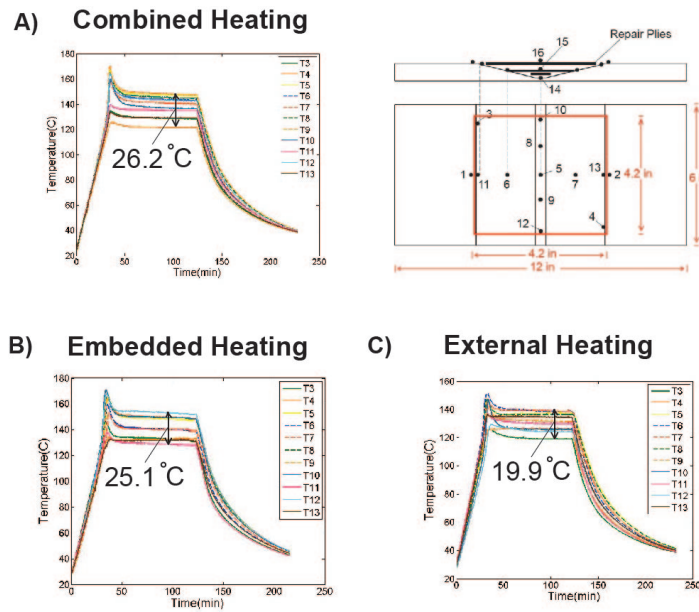 A) Combined Heating
180
160
140
120
100
80
60
40
20
0
50
100
150
200
250
Temperature(C)
Time(min)
26.2°C
T3
T4
T5
T6
T7
T8
T9
T10
T11
T12
T13
15
16
Repair Plies
14
10
3
8
1
11
6
5
7
13
2
9
12
4
4.2 in
6
4.2 in
12 in
B) Embedded Heating
180
160
140
120
100
80
60
40
20
0
50
100
150
200
250
Temperature(C)
Time(min)
25.1°C
T3
T4
T5
T6
T7
T8
T9
T10
T11
T12
T13
C) External Heating
160
140
120
100
80
60
40
20
0
50
100
150
200
250
Temperature(C)
Time(min)
19.9°C
T3
T4
T5
T6
T7
T8
T9
T10
T11
T12
T13